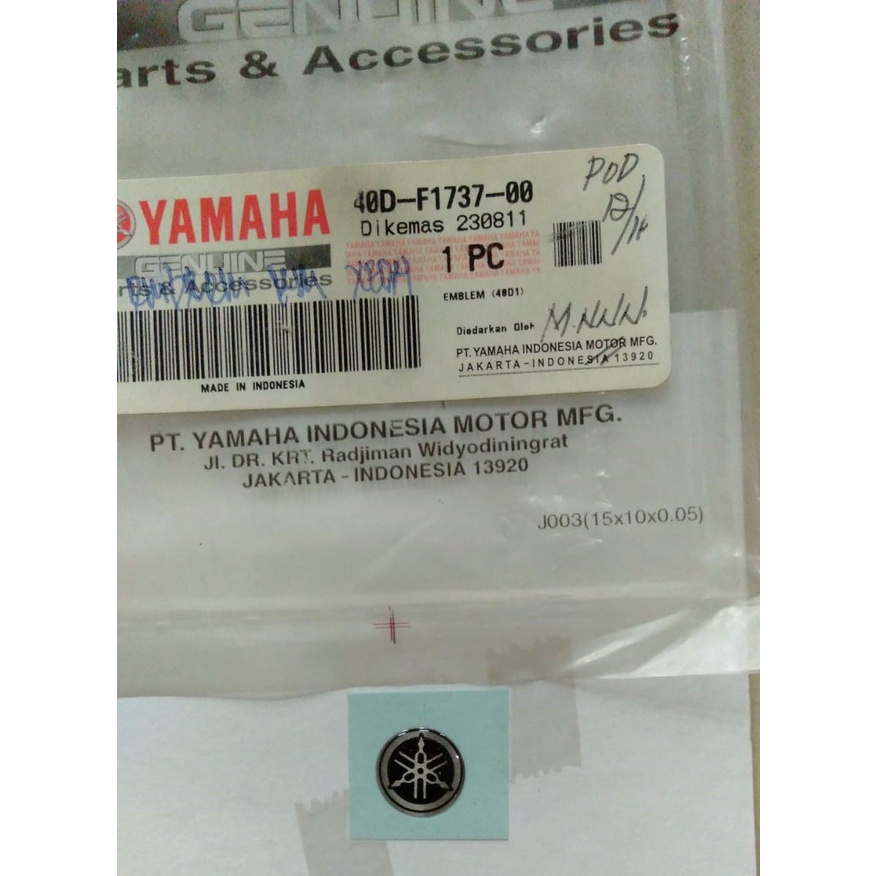 GENUINE
arts & Accessories
YAMAHA
GENUINE
rts & Accessories
40D-F1737-00
Dikemas 230811
1 PC
EMBLEM (40D1)
Diedarkan Oleh
PT. YAMAHA INDONESIA MOTOR MFG.
JAKARTA-INDONESIA 13920
POD
MADE IN INDONESIA
PT. YAMAHA INDONESIA MOTOR MFG.
Jl. DR. KRT. Radjiman Widyodiningrat
JAKARTA - INDONESIA 13920
J003(15x10x0.05)